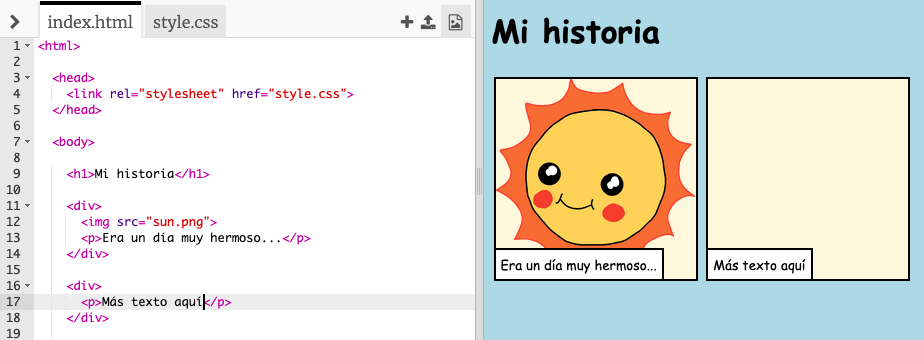 index.html
style.css
1 <html>
2
3 <head>
4 <link rel="stylesheet" href="style.css">
5 </head>
6
7 <body>
8
9 <h1>Mi historia</h1>
10
11 <div>
12 <img src="sun.png">
13 <p>Era un día muy hermoso...</p>
14 </div>
15
16 <div>
17 <p>Más texto aquí</p>
18 </div>
19
Mi historia
Era un día muy hermoso...
Más texto aquí